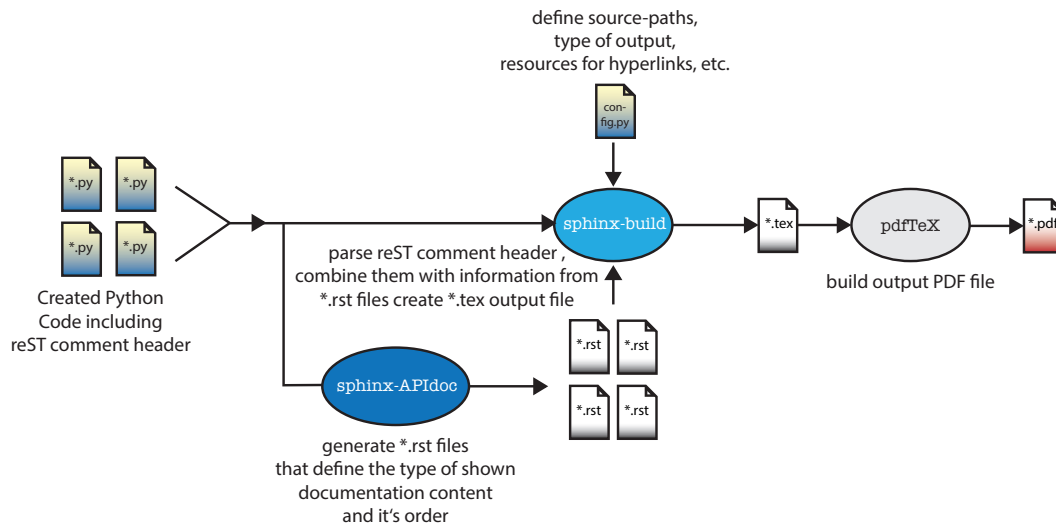 define source-paths,
type of output,
resources for hyperlinks, etc.
con-
fig.py
*.py
*.py
*.py
*.py
Created Python
Code including
reST comment header
sphinx-build
parse reST comment header ,
combine them with information from
*.rst files create *.tex output file
*.tex
pdfTeX
build output PDF file
*.pdf
sphinx-APIdoc
generate *.rst files
that define the type of shown
documentation content
and it's order
*.rst
*.rst
*.rst
*.rst